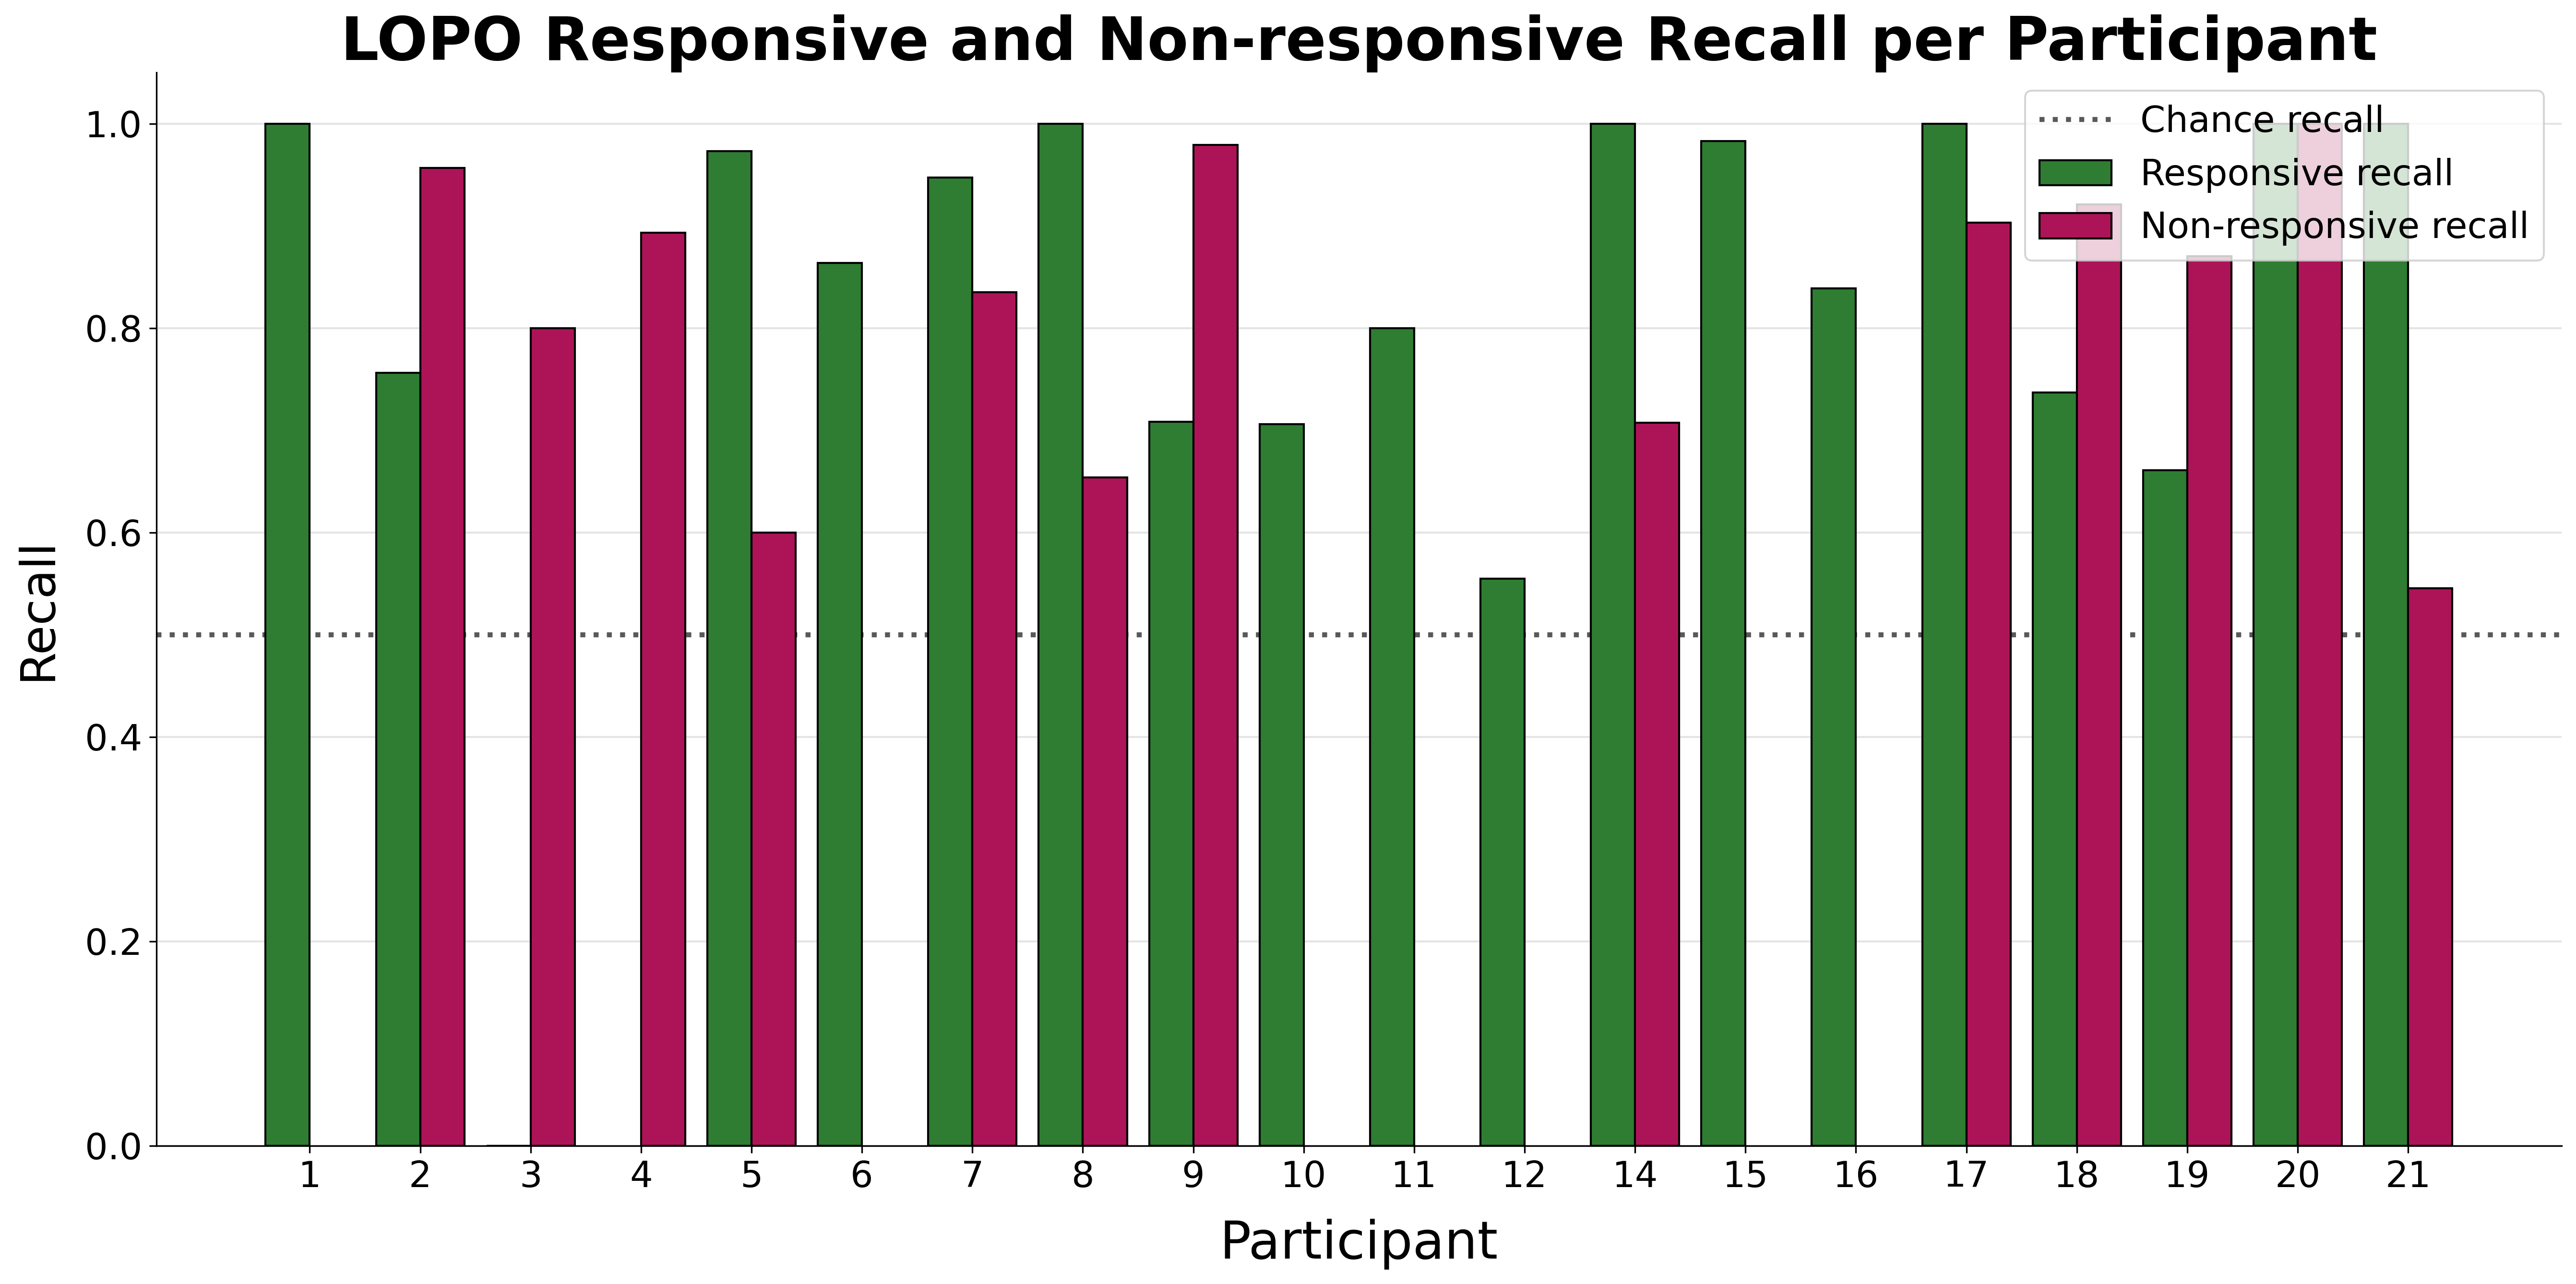 LOPO Responsive and Non-responsive Recall per Participant
Chance recall
Responsive recall
Non-responsive recall
1.0
0.8
0.6
0.4
0.2
0.0
Recall
1 2 3 4 5 6 7 8 9 10 11 12 14 15 16 17 18 19 20 21
Participant